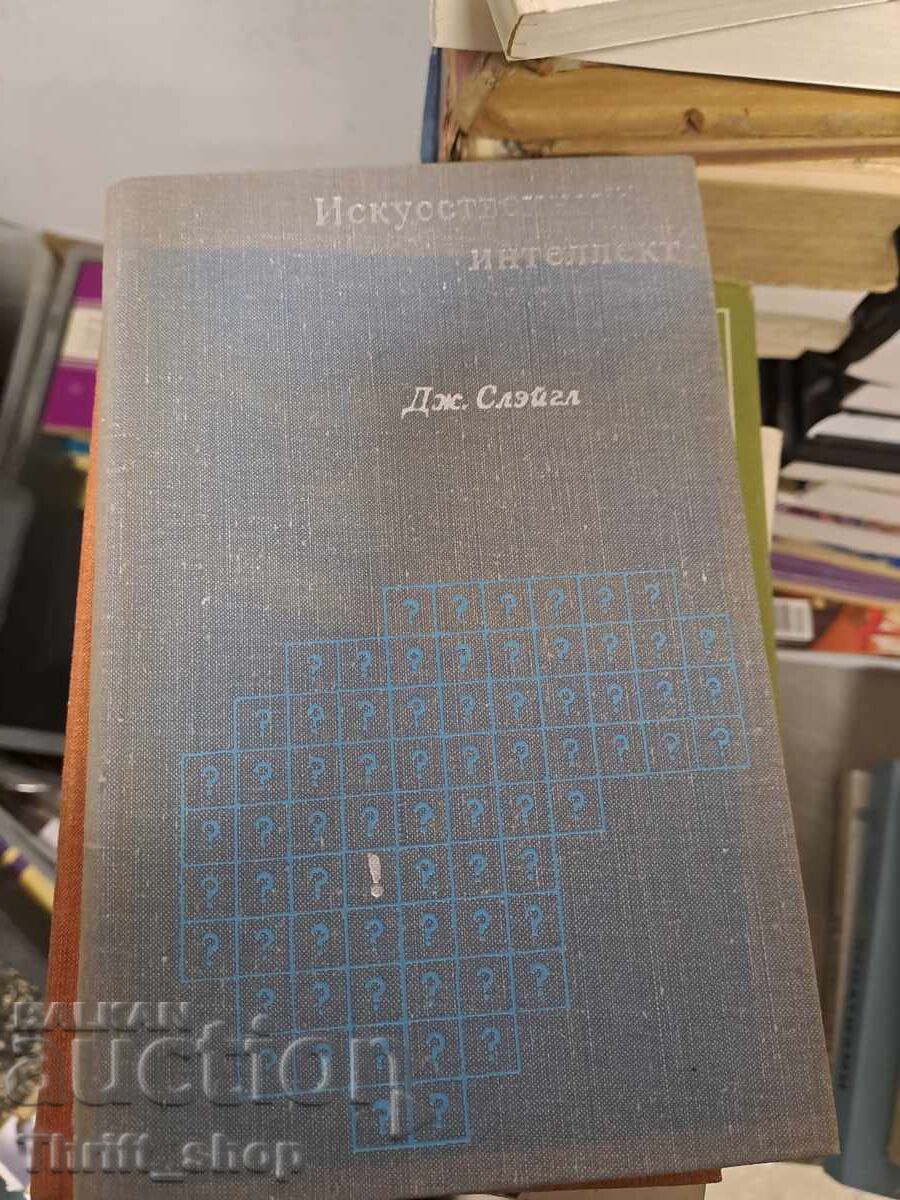 Искусственный
интеллект
Дж. Слэйгл
? ? ? ? ? ?
? ? ? ? ? ? ? ? ?
? ? ? ? ? ? ? ? ? ?
? ? ? ? ? ? ? ? ? ? ?
? ? ? ? ? ? ? ?
? ? ? ! ? ? ?
? ? ? ? ? ? ?
? ? ? ? ? ?
? ? ? ? ?
? ?
BALKAN
auction
Thrift_shop